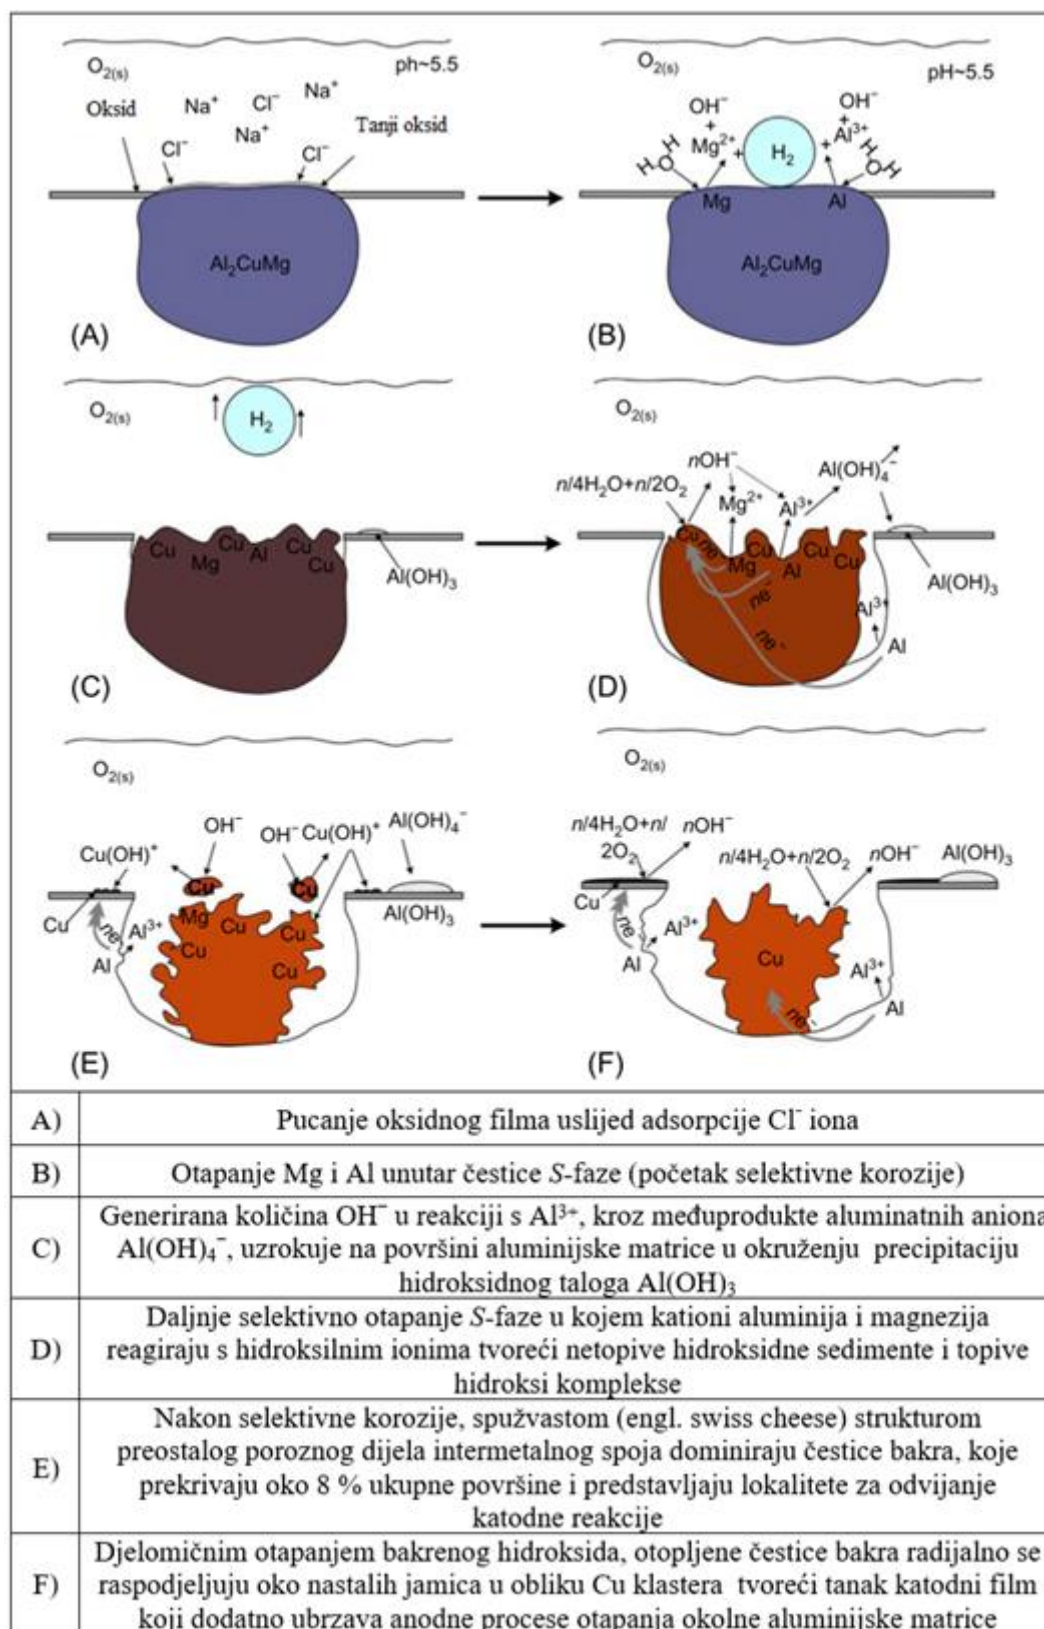 O2(s)
ph~5.5
Na⁺
Cl⁻
Na⁺
Oksid
Na⁺
Tanji oksid
Cl⁻
Cl⁻
Al₂CuMg
(A)
O2(s)
pH~5.5
OH⁻
+
Mg²⁺
+
H₂
+
OH⁻
+
Al³⁺
H
O
H
H
O
H
Mg
Al
Al₂CuMg
(B)
O2(s)
H₂
Cu
Mg
Cu
Al
Cu
Cu
Al(OH)₃
(C)
O2(s)
nOH⁻
Al(OH)₄⁻
n/4H₂O+n/2O₂
Mg²⁺
Al³⁺
Cu
ne⁻
Mg
Cu
Al
Cu
Cu
ne⁻
ne⁻
Al(OH)₃
Al³⁺
Al
(D)
O2(s)
OH⁻
OH⁻
Cu(OH)⁺
Al(OH)₄⁻
Cu(OH)⁺
Cu
Cu
Cu
ne⁻
Al³⁺
Al
Mg
Cu
Cu
Cu
Cu
Al(OH)₃
(E)
O2(s)
n/4H₂O+n/
2O₂
nOH⁻
n/4H₂O+n/2O₂
nOH⁻
Al(OH)₃
Cu
ne⁻
Al³⁺
Al
Cu
Al³⁺
Al
ne⁻
(F)
A) Pucanje oksidnog filma uslijed adsorpcije Cl⁻ iona
B) Otapanje Mg i Al unutar čestice S-faze (početak selektivne korozije)
Generirana količina OH⁻ u reakciji s Al³⁺, kroz međuprodukte aluminatnih aniona
C) Al(OH)₄⁻, uzrokuje na površini aluminijske matrice u okruženju precipitaciju
hidroksidnog taloga Al(OH)₃
Daljnje selektivno otapanje S-faze u kojem kationi aluminija i magnezija
D) reagiraju s hidroksilnim ionima tvoreći netopive hidroksidne sedimente i topive
hidroksi komplekse
Nakon selektivne korozije, spužvastom (engl. swiss cheese) strukturom
E) preostalog poroznog dijela intermetalnog spoja dominiraju čestice bakra, koje
prekrivaju oko 8 % ukupne površine i predstavljaju lokalitete za odvijanje
katodne reakcije
Djelomičnim otapanjem bakrenog hidroksida, otopljene čestice bakra radijalno se
F) raspodjeljuju oko nastalih jamica u obliku Cu klastera tvoreći tanak katodni film
koji dodatno ubrzava anodne procese otapanja okolne aluminijske matrice